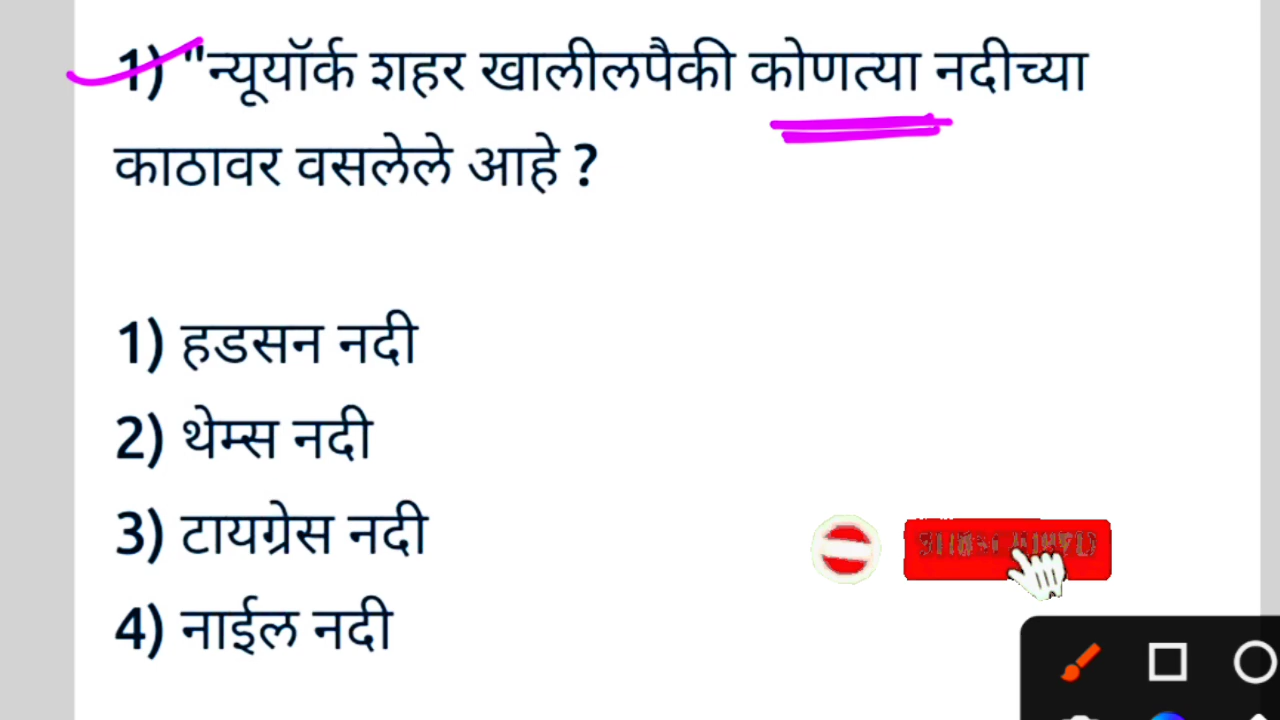 1) "न्यूयॉर्क शहर खालीलपैकी कोणत्या नदीच्या
काठावर वसलेले आहे ?
1) हडसन नदी
2) थेम्स नदी
3) टायग्रेस नदी
4) नाईल नदी